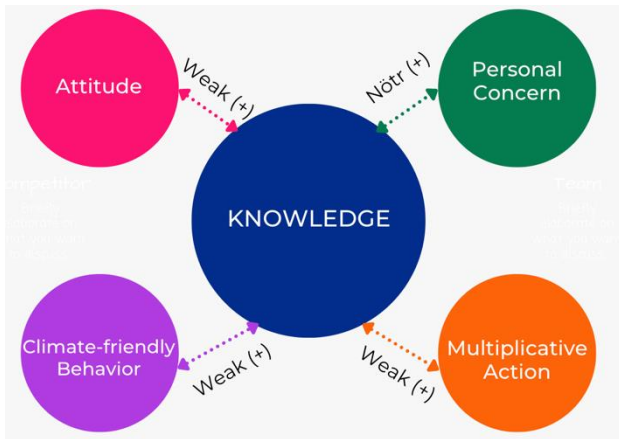 Attitude
Weak (+)
Nötr (+)
Personal
Concern
KNOWLEDGE
Team
Climate-friendly
Behavior
Weak (+)
Weak (+)
Multiplicative
Action